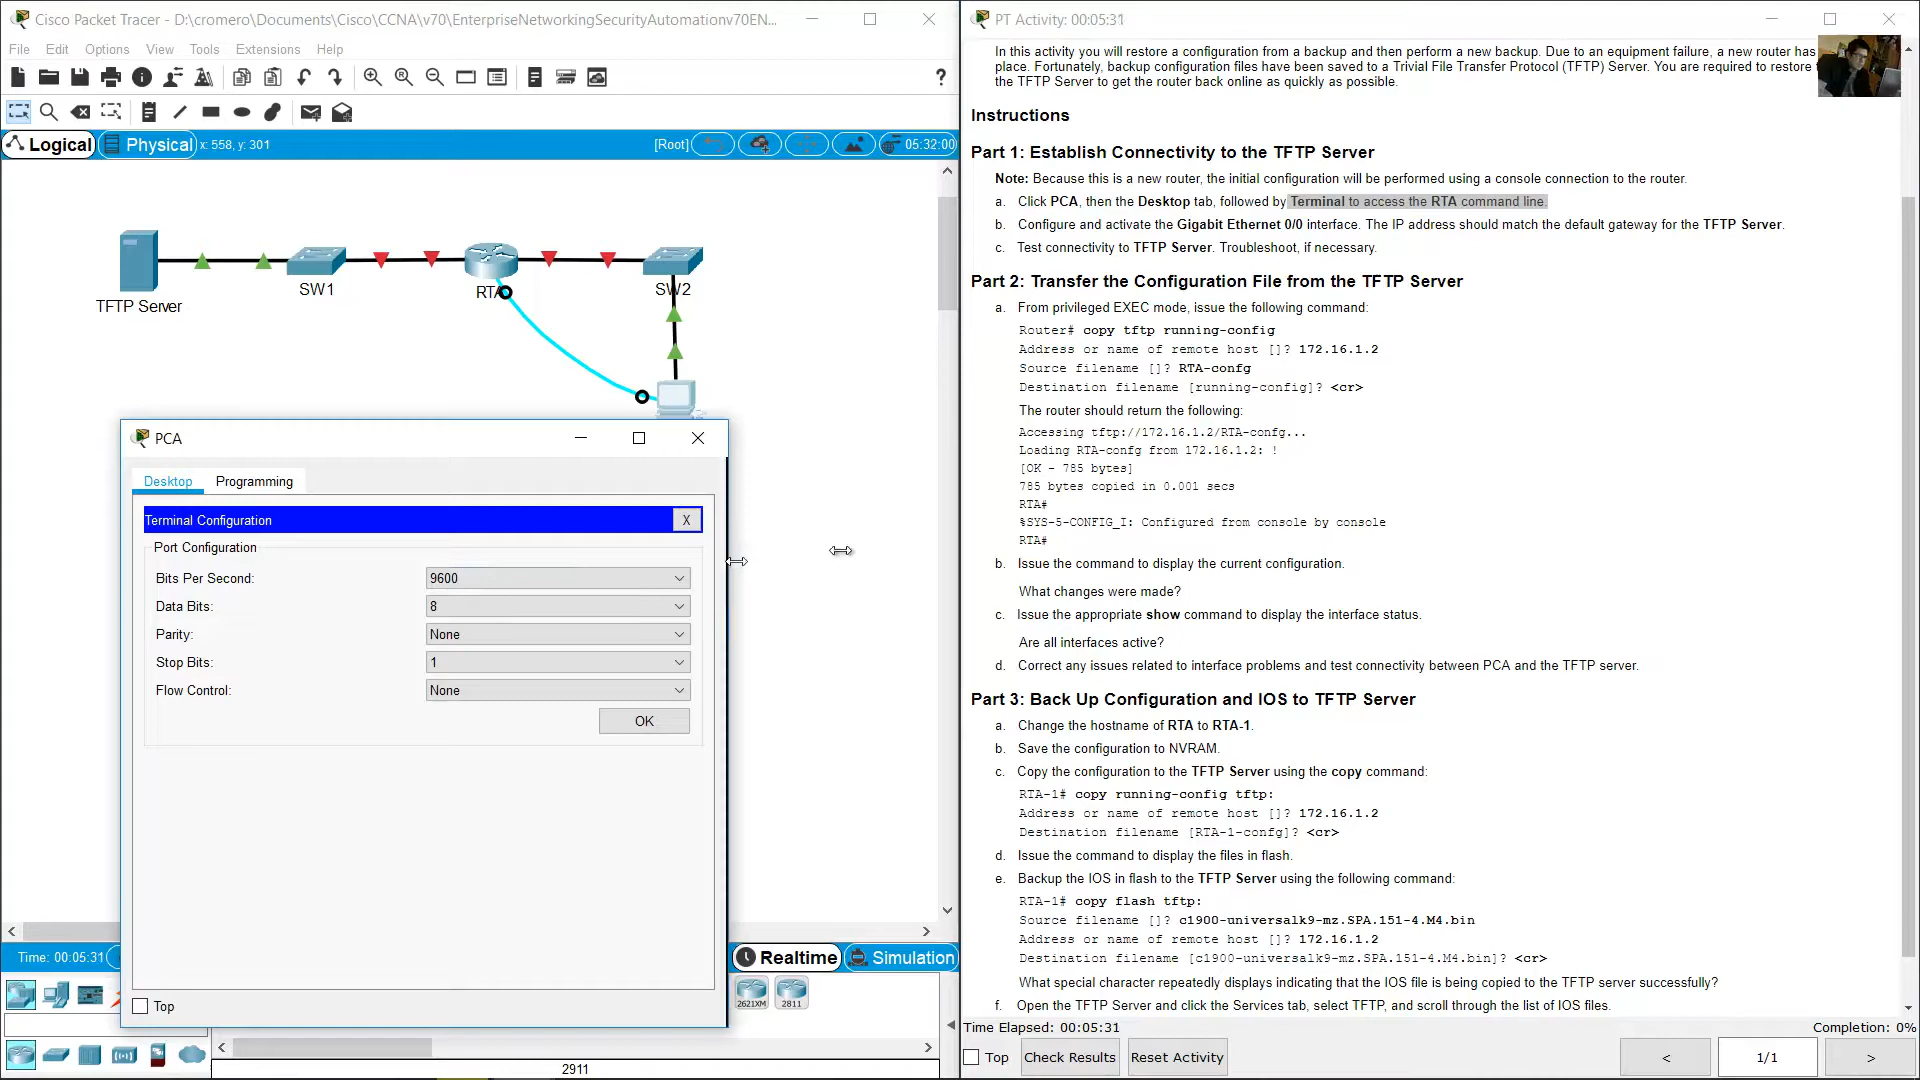 Cisco Packet Tracer - D:\cromero\Documents\Cisco\CCNA\v70\EnterpriseNetworkingSecurityAutomationv70EN...
File Edit Options View Tools Extensions Help
Logical Physical x: 558, y: 301 [Root] 05:32:00
TFTP Server
SW1
RTA
SW2
PCA
Desktop Programming
Terminal Configuration X
Port Configuration
Bits Per Second: 9600
Data Bits: 8
Parity: None
Stop Bits: 1
Flow Control: None
OK
Top
Time: 00:05:31 Realtime Simulation
2621XM 2811
2911
PT Activity: 00:05:31
In this activity you will restore a configuration from a backup and then perform a new backup. Due to an equipment failure, a new router has
place. Fortunately, backup configuration files have been saved to a Trivial File Transfer Protocol (TFTP) Server. You are required to restore
the TFTP Server to get the router back online as quickly as possible.
Instructions
Part 1: Establish Connectivity to the TFTP Server
Note: Because this is a new router, the initial configuration will be performed using a console connection to the router.
a. Click PCA, then the Desktop tab, followed by Terminal to access the RTA command line.
b. Configure and activate the Gigabit Ethernet 0/0 interface. The IP address should match the default gateway for the TFTP Server.
c. Test connectivity to TFTP Server. Troubleshoot, if necessary.
Part 2: Transfer the Configuration File from the TFTP Server
a. From privileged EXEC mode, issue the following command:
Router# copy tftp running-config
Address or name of remote host []? 172.16.1.2
Source filename []? RTA-confg
Destination filename [running-config]? <cr>
The router should return the following:
Accessing tftp://172.16.1.2/RTA-confg...
Loading RTA-confg from 172.16.1.2: !
[OK - 785 bytes]
785 bytes copied in 0.001 secs
RTA#
%SYS-5-CONFIG_I: Configured from console by console
RTA#
b. Issue the command to display the current configuration.
What changes were made?
c. Issue the appropriate show command to display the interface status.
Are all interfaces active?
d. Correct any issues related to interface problems and test connectivity between PCA and the TFTP server.
Part 3: Back Up Configuration and IOS to TFTP Server
a. Change the hostname of RTA to RTA-1.
b. Save the configuration to NVRAM.
c. Copy the configuration to the TFTP Server using the copy command:
RTA-1# copy running-config tftp:
Address or name of remote host []? 172.16.1.2
Destination filename [RTA-1-confg]? <cr>
d. Issue the command to display the files in flash.
e. Backup the IOS in flash to the TFTP Server using the following command:
RTA-1# copy flash tftp:
Source filename []? c1900-universalk9-mz.SPA.151-4.M4.bin
Address or name of remote host []? 172.16.1.2
Destination filename [c1900-universalk9-mz.SPA.151-4.M4.bin]? <cr>
What special character repeatedly displays indicating that the IOS file is being copied to the TFTP server successfully?
f. Open the TFTP Server and click the Services tab, select TFTP, and scroll through the list of IOS files.
Time Elapsed: 00:05:31 Completion: 0%
Top Check Results Reset Activity < 1/1 >